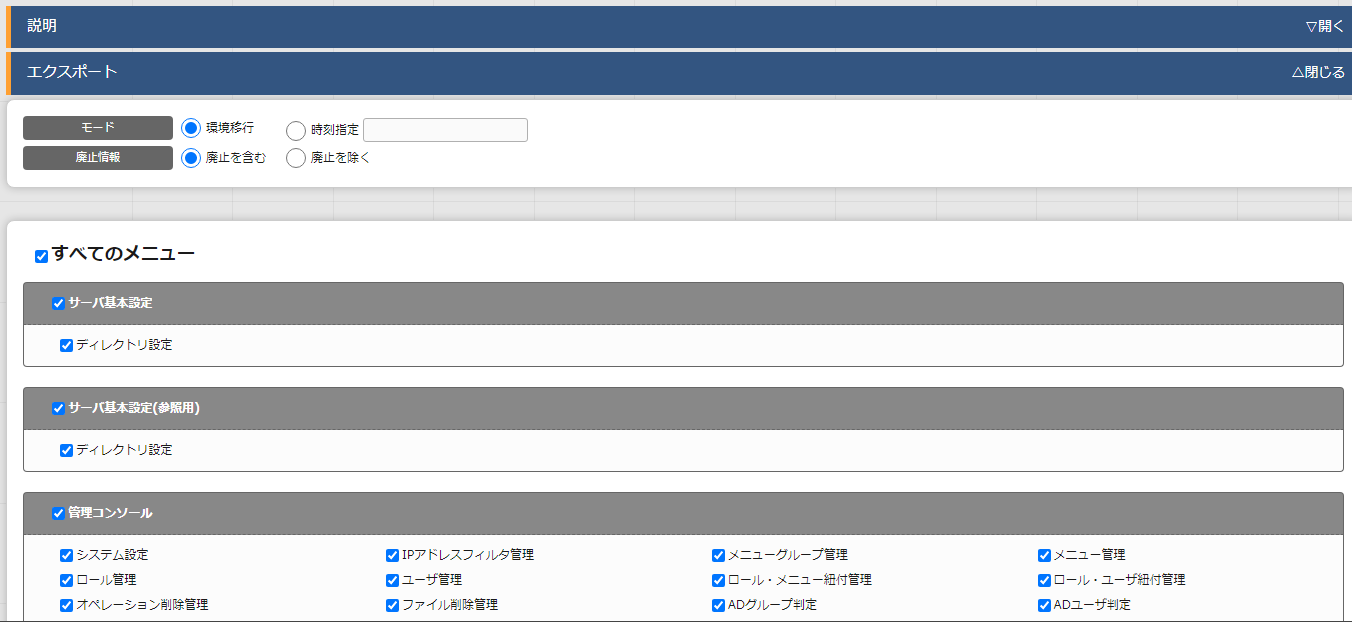 説明 ▽開く
エクスポート △閉じる
モード 環境移行 時刻指定
廃止情報 廃止を含む 廃止を除く
すべてのメニュー
サーバ基本設定
ディレクトリ設定
サーバ基本設定(参照用)
ディレクトリ設定
管理コンソール
システム設定 IPアドレスフィルタ管理 メニューグループ管理 メニュー管理
ロール管理 ユーザ管理 ロール・メニュー紐付管理 ロール・ユーザ紐付管理
オペレーション削除管理 ファイル削除管理 ADグループ判定 ADユーザ判定